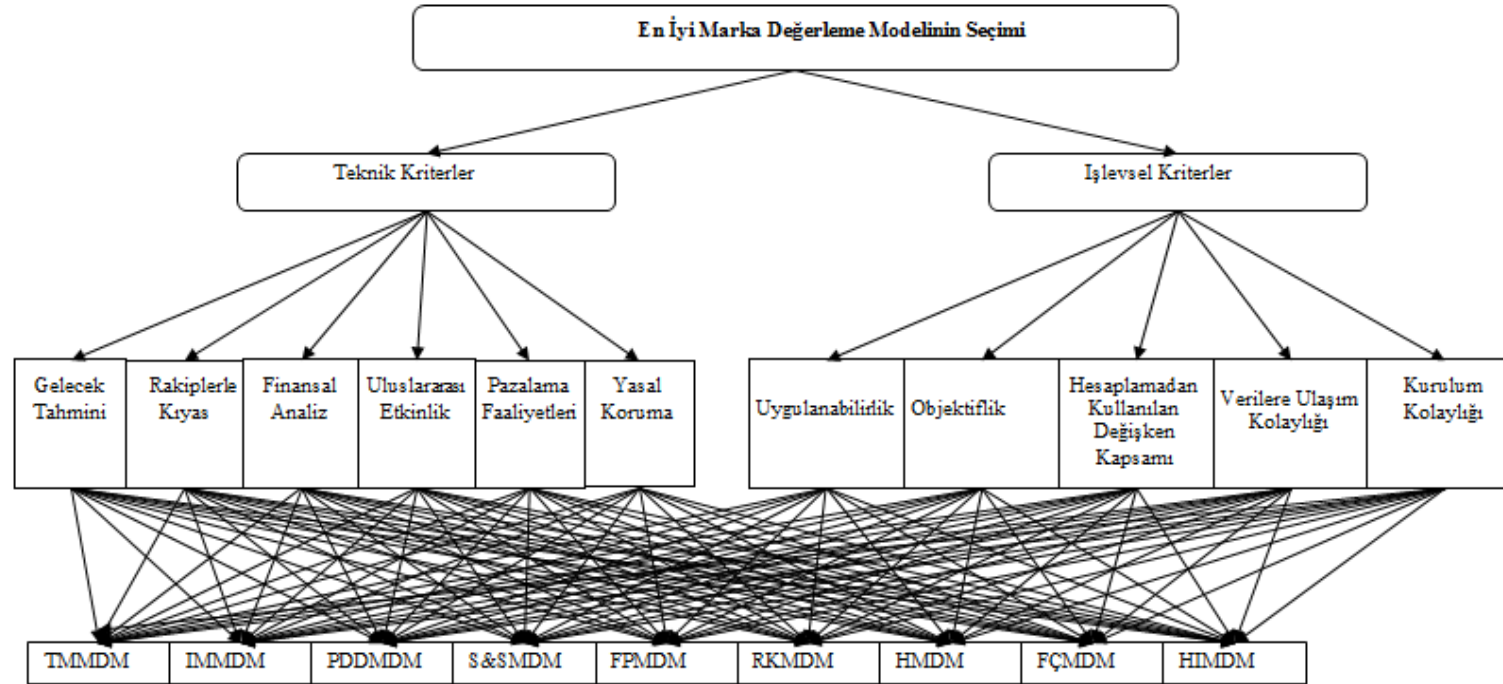 En İyi Marka Değerleme Modelinin Seçimi
Teknik Kriterler
Işlevsel Kriterler
Gelecek
Tahmini
Rakiplerle
Kıyas
Finansal
Analiz
Uluslararası
Etkinlik
Pazalama
Faaliyetleri
Yasal
Koruma
Uygulanabilirlik
Objektiflik
Hesaplamadan
Kullanılan
Değişken
Kapsamı
Verilere Ulaşım
Kolaylığı
Kurulum
Kolaylığı
TMMDM
IMMDM
PDDMDM
S&SMDM
FPMDM
RKMDM
HMDM
FÇMDM
HIMDM